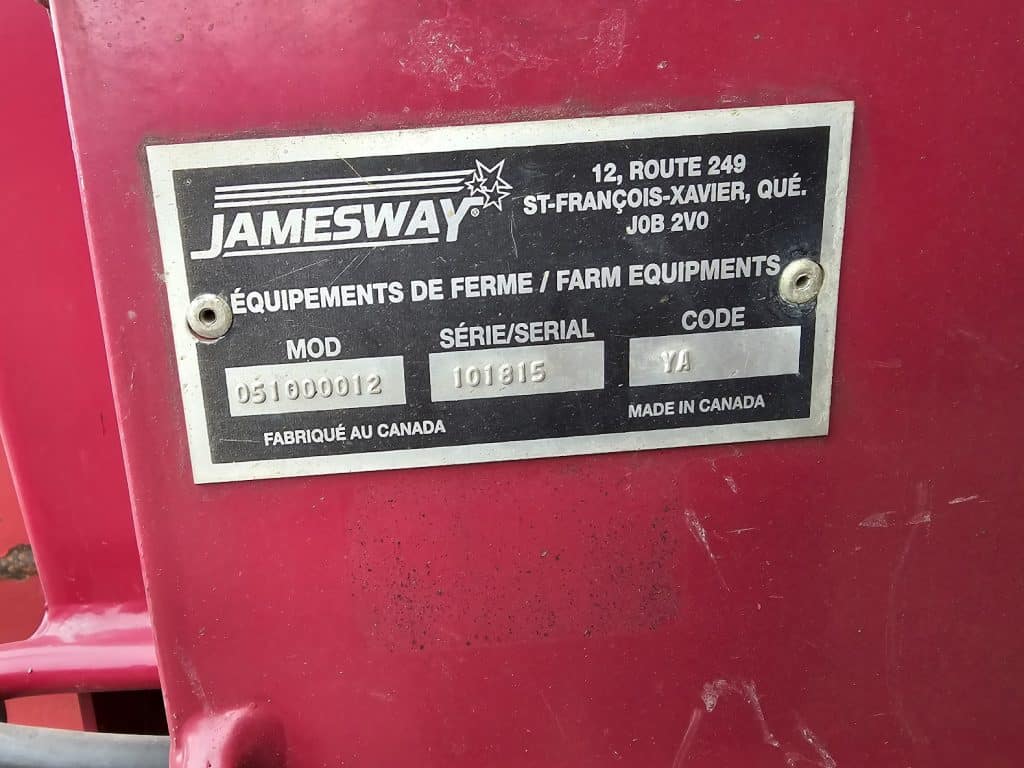 JAMESWAY®
12, ROUTE 249
ST-FRANÇOIS-XAVIER, QUÉ.
J0B 2V0
ÉQUIPEMENTS DE FERME / FARM EQUIPMENTS
MOD SÉRIE/SERIAL CODE
051000012 101815 YA
FABRIQUÉ AU CANADA MADE IN CANADA